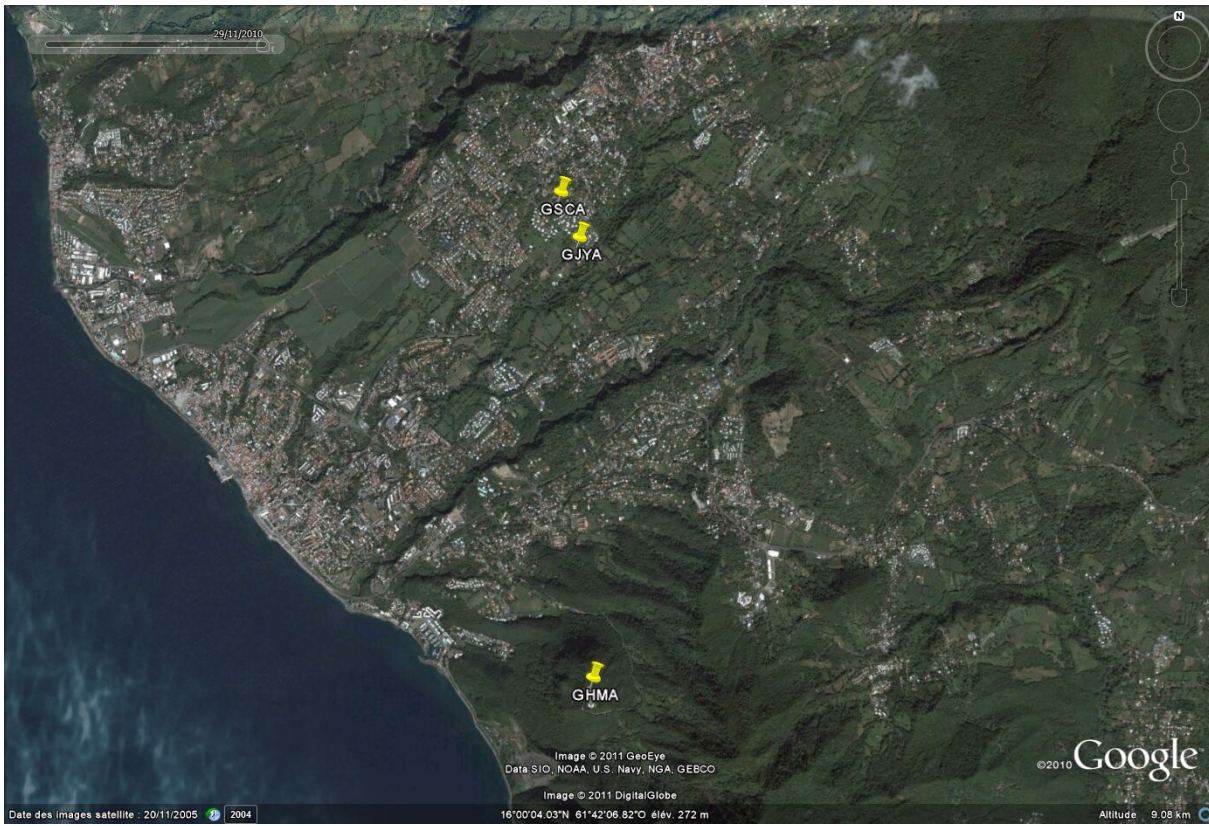 29/11/2010
N
GSCA
GJYA
GHMA
Image © 2011 GeoEye
Data SIO, NOAA, U.S. Navy, NGA, GEBCO
©2010 Google
Image © 2011 DigitalGlobe
Date des images satellite : 20/11/2005 2004 16°00'04.03"N 61°42'06.82"O élév. 272 m Altitude 9.08 km